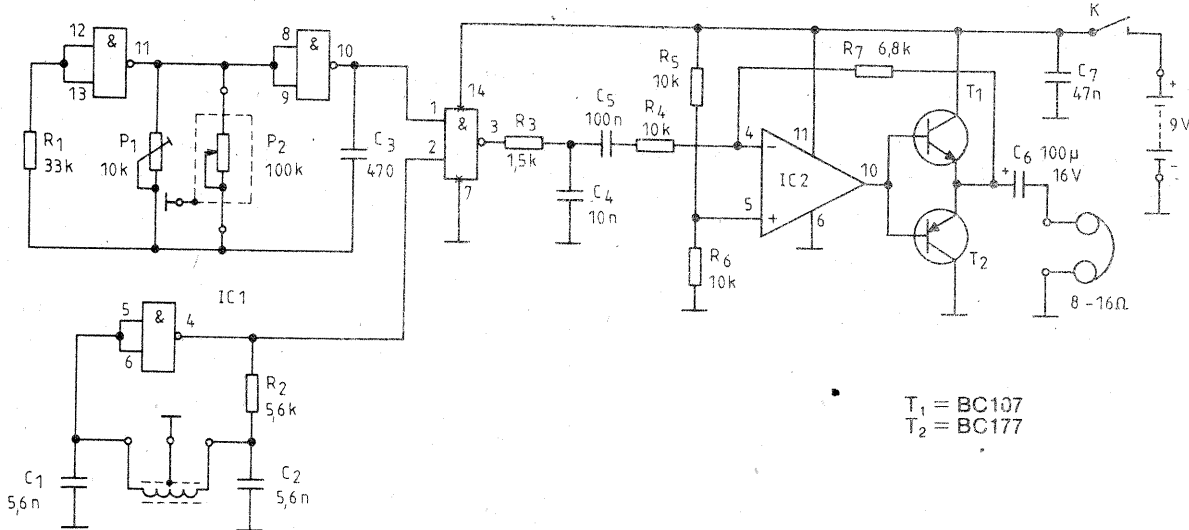 12
&
11
13
R1
33k
P1
10k
P2
100k
8
&
10
9
C3
470
1
14
&
2
3
7
R3
1,5k
C5
100n
C4
10n
R4
10k
R5
10k
R6
10k
R7 6,8k
4
−
11
IC2
10
5
+
6
T1
T2
+
C6 100µ
16V
8-16Ω
C7
47n
K
+
9V
-
IC1
5
&
4
6
R2
5,6k
C1
5,6n
C2
5,6n
T1 = BC107
T2 = BC177